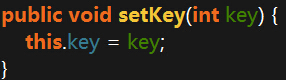 public void setKey(int key) {
    this.key = key;
}